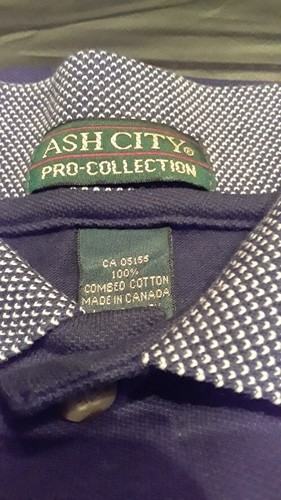 ASH CITY®
PRO-COLLECTION
CA 05155
100%
COMBED COTTON
MADE IN CANADA